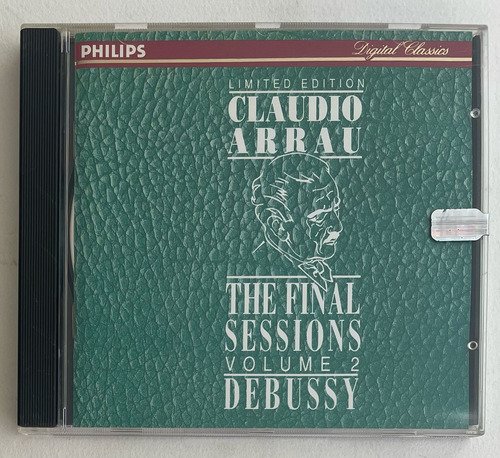 PHILIPS
Digital Classics
LIMITED EDITION
CLAUDIO
ARRAU
THE FINAL
SESSIONS
VOLUME 2
DEBUSSY